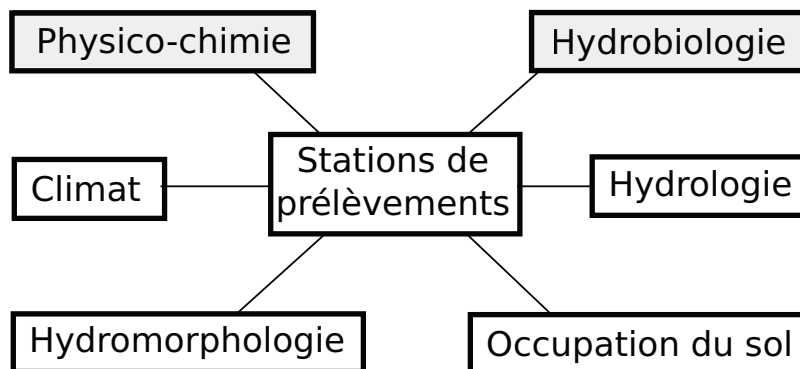 Physico-chimie
Hydrobiologie
Stations de
prélèvements
Climat
Hydrologie
Hydromorphologie
Occupation du sol